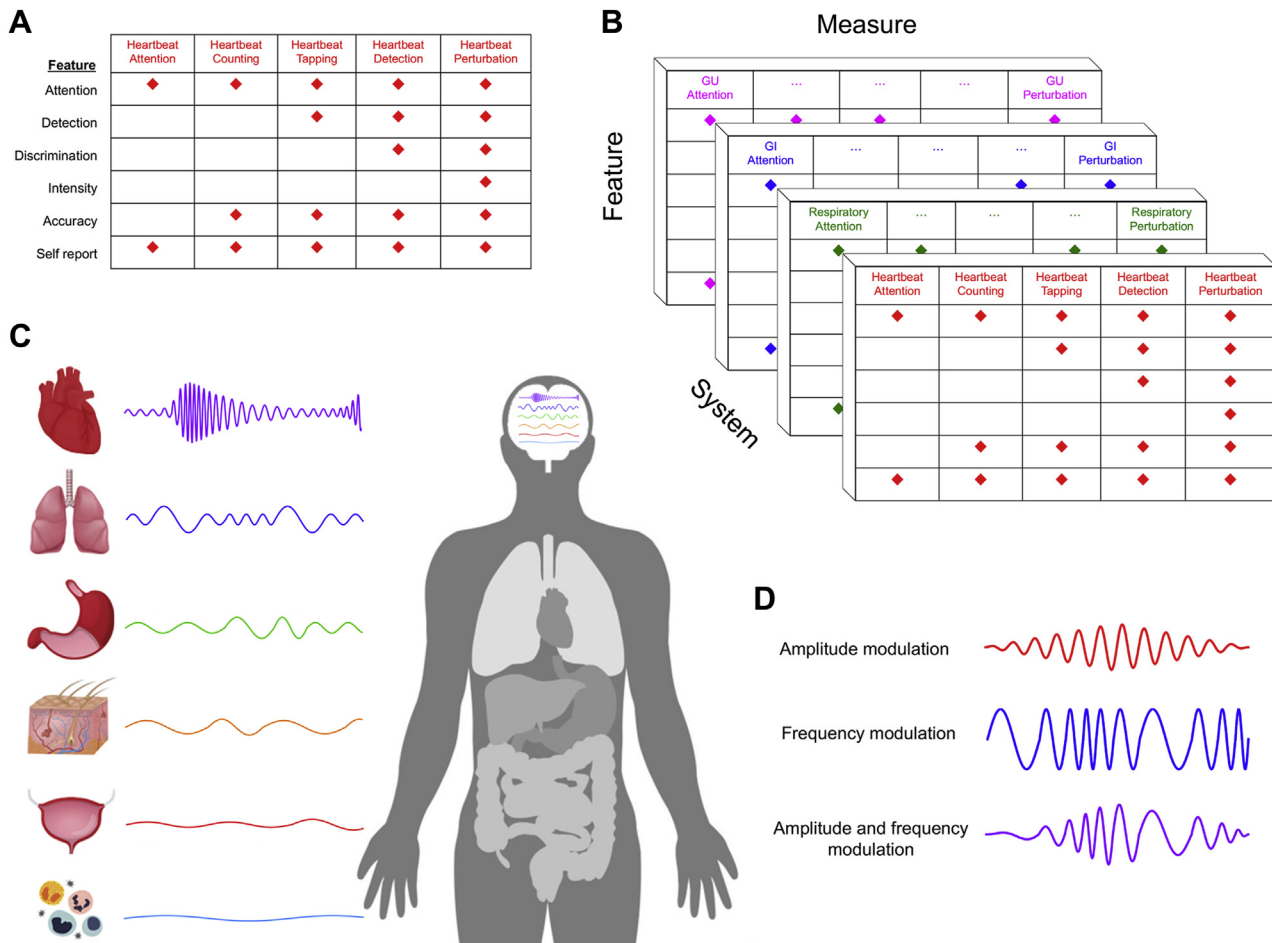 A
Feature
Heartbeat Attention
Heartbeat Counting
Heartbeat Tapping
Heartbeat Detection
Heartbeat Perturbation
Attention
Detection
Discrimination
Intensity
Accuracy
Self report
B
Measure
Feature
System
GU Attention
...
...
...
GU Perturbation
GI Attention
...
...
...
GI Perturbation
Respiratory Attention
...
...
...
Respiratory Perturbation
Heartbeat Attention
Heartbeat Counting
Heartbeat Tapping
Heartbeat Detection
Heartbeat Perturbation
C
D
Amplitude modulation
Frequency modulation
Amplitude and frequency
modulation